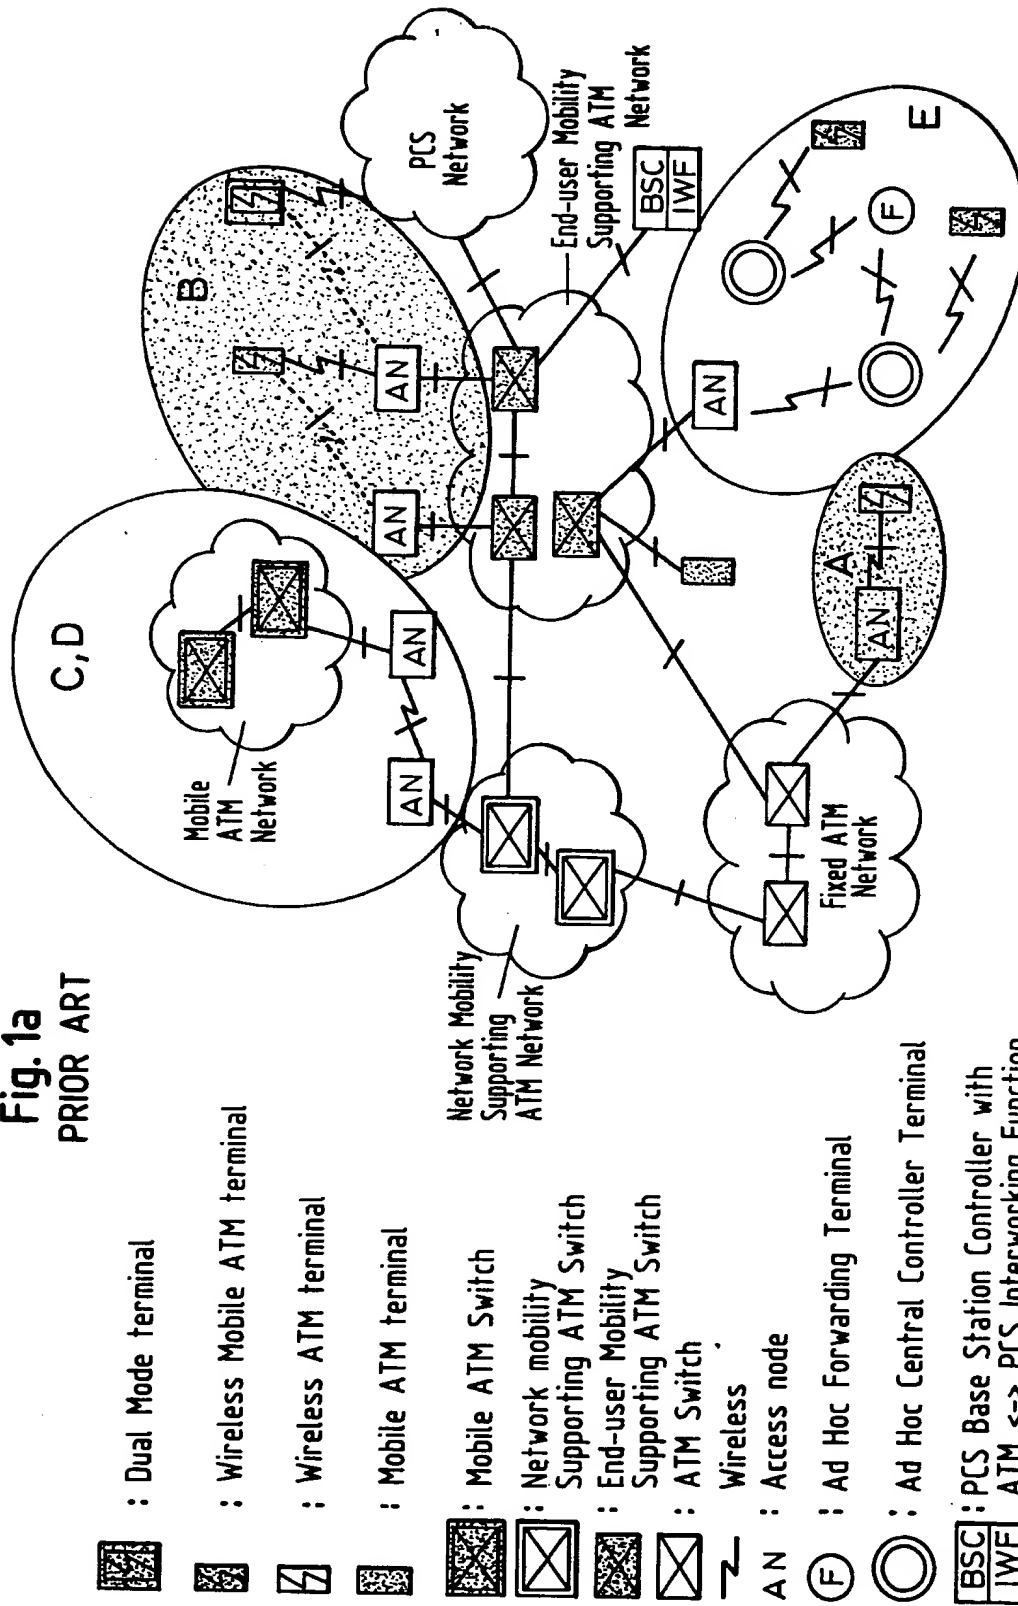 Fig.1a
PRIOR ART
C,D
Mobile
ATM
Network
AN
AN
B
AN
AN
PCS
Network
End-user Mobility
Supporting ATM
Network
BSC
IWF
E
AN
F
A
AN
Network Mobility
Supporting
ATM Network
Fixed ATM
Network
: Dual Mode terminal
: Wireless Mobile ATM terminal
: Wireless ATM terminal
: Mobile ATM terminal
: Mobile ATM Switch
: Network mobility
Supporting ATM Switch
: End-user Mobility
Supporting ATM Switch
: ATM Switch
Wireless
AN : Access node
F : Ad Hoc Forwarding Terminal
: Ad Hoc Central Controller Terminal
BSC : PCS Base Station Controller with
IWF ATM <-> PCS Interworking Function